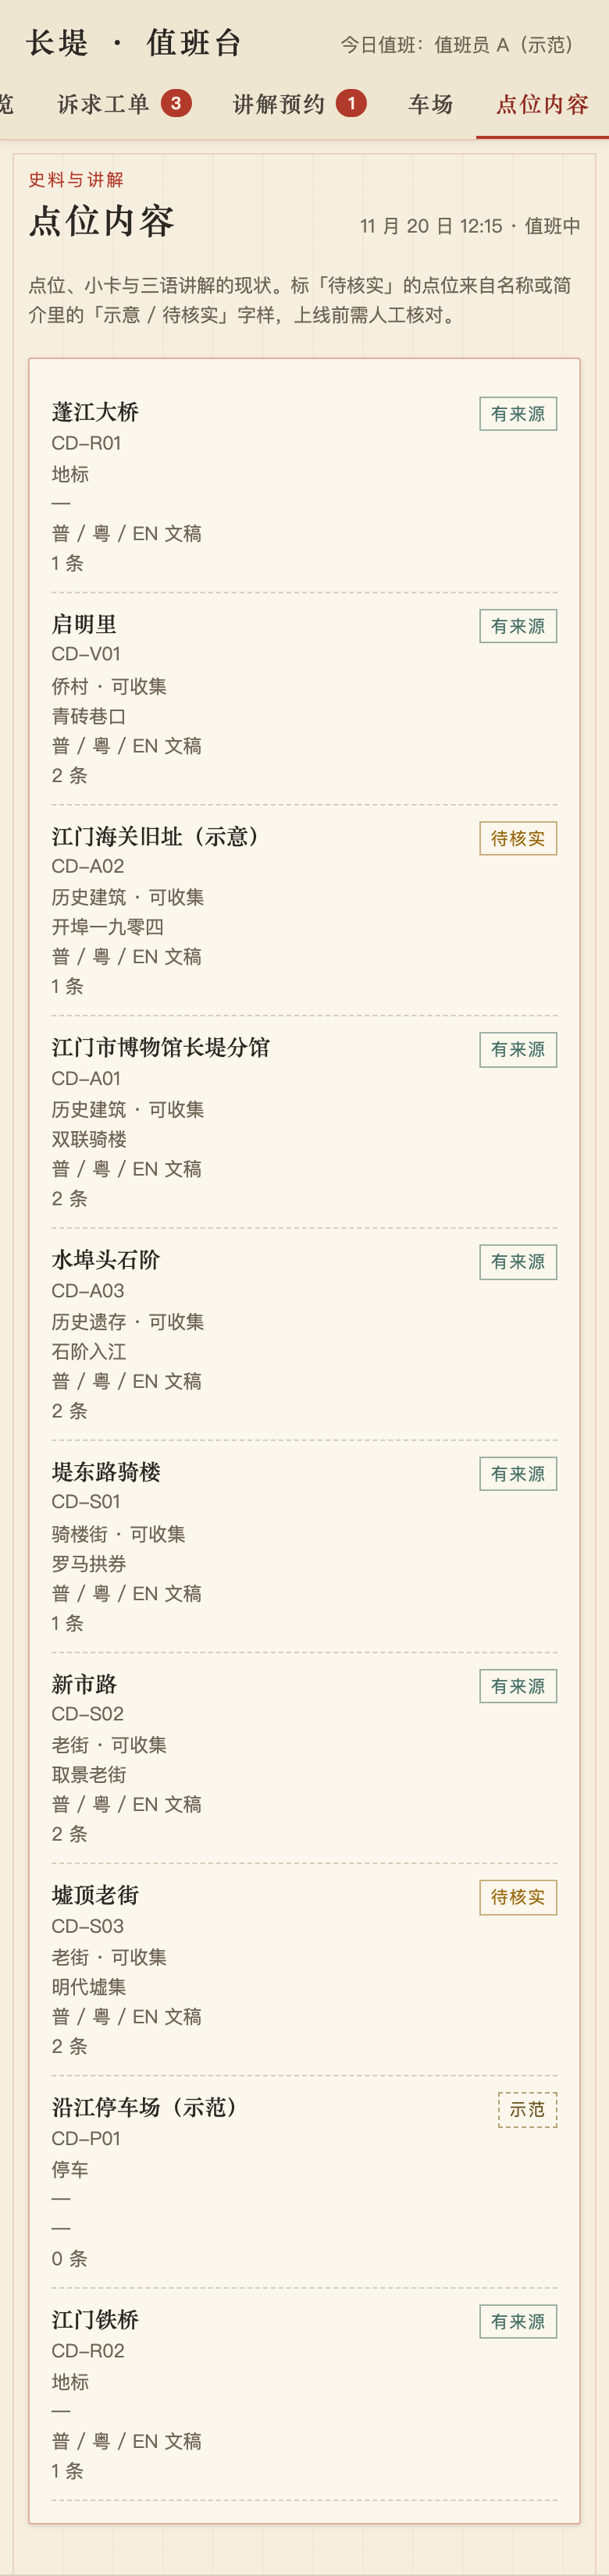 长堤 · 值班台
今日值班：值班员 A（示范）
览 诉求工单 3 讲解预约 1 车场 点位内容
史料与讲解
点位内容
11 月 20 日 12:15 · 值班中
点位、小卡与三语讲解的现状。标「待核实」的点位来自名称或简
介里的「示意 / 待核实」字样，上线前需人工核对。
蓬江大桥 有来源
CD–R01
地标
—
普 / 粤 / EN 文稿
1 条
启明里 有来源
CD–V01
侨村 · 可收集
青砖巷口
普 / 粤 / EN 文稿
2 条
江门海关旧址（示意） 待核实
CD–A02
历史建筑 · 可收集
开埠一九零四
普 / 粤 / EN 文稿
1 条
江门市博物馆长堤分馆 有来源
CD–A01
历史建筑 · 可收集
双联骑楼
普 / 粤 / EN 文稿
2 条
水埠头石阶 有来源
CD–A03
历史遗存 · 可收集
石阶入江
普 / 粤 / EN 文稿
2 条
堤东路骑楼 有来源
CD–S01
骑楼街 · 可收集
罗马拱券
普 / 粤 / EN 文稿
1 条
新市路 有来源
CD–S02
老街 · 可收集
取景老街
普 / 粤 / EN 文稿
2 条
墟顶老街 待核实
CD–S03
老街 · 可收集
明代墟集
普 / 粤 / EN 文稿
2 条
沿江停车场（示范） 示范
CD–P01
停车
—
—
0 条
江门铁桥 有来源
CD–R02
地标
—
普 / 粤 / EN 文稿
1 条